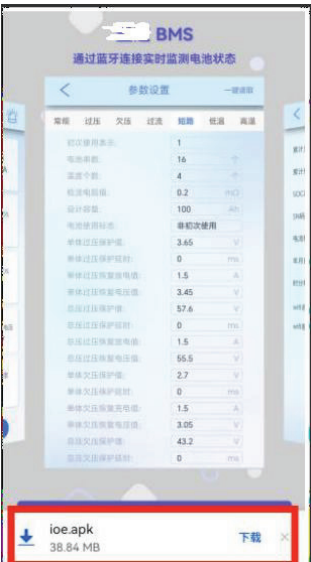 BMS
通过蓝牙连接实时监测电池状态
参数设置
一键读取
常规 过压 欠压 过流 短路 低温 高温
初次使用表示: 1
电池串数: 16 个
温度个数: 4 个
检流电阻值: 0.2 mΩ
设计容量: 100 Ah
电池使用标志: 非初次使用
单体过压保护值: 3.65 V
单体过压保护延时: 0 ms
单体过压恢复放电值: 1.5 A
单体过压恢复电压值: 3.45 V
总压过压保护值: 57.6 V
总压过压保护延时: 0 ms
总压过压恢复放电值: 1.5 A
总压过压恢复电压值: 55.5 V
单体欠压保护值: 2.7 V
单体欠压保护延时: 0 ms
单体欠压恢复充电值: 1.5 A
单体欠压恢复电压值: 3.05 V
总压欠压保护值: 43.2 V
总压欠压保护延时: 0 ms
ioe.apk
38.84 MB
下载